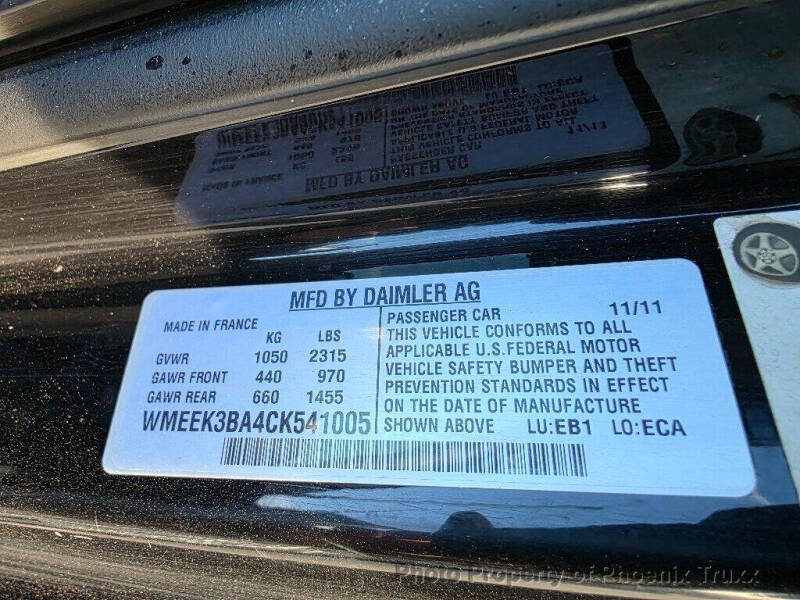 MFD BY DAIMLER AG
MADE IN FRANCE
KG LBS
GVWR 1050 2315
GAWR FRONT 440 970
GAWR REAR 660 1455
WMEEK3BA4CK541005
PASSENGER CAR 11/11
THIS VEHICLE CONFORMS TO ALL
APPLICABLE U.S.FEDERAL MOTOR
VEHICLE SAFETY BUMPER AND THEFT
PREVENTION STANDARDS IN EFFECT
ON THE DATE OF MANUFACTURE
SHOWN ABOVE LU:EB1 LO:ECA
Photo Property of Phoenix Truxx